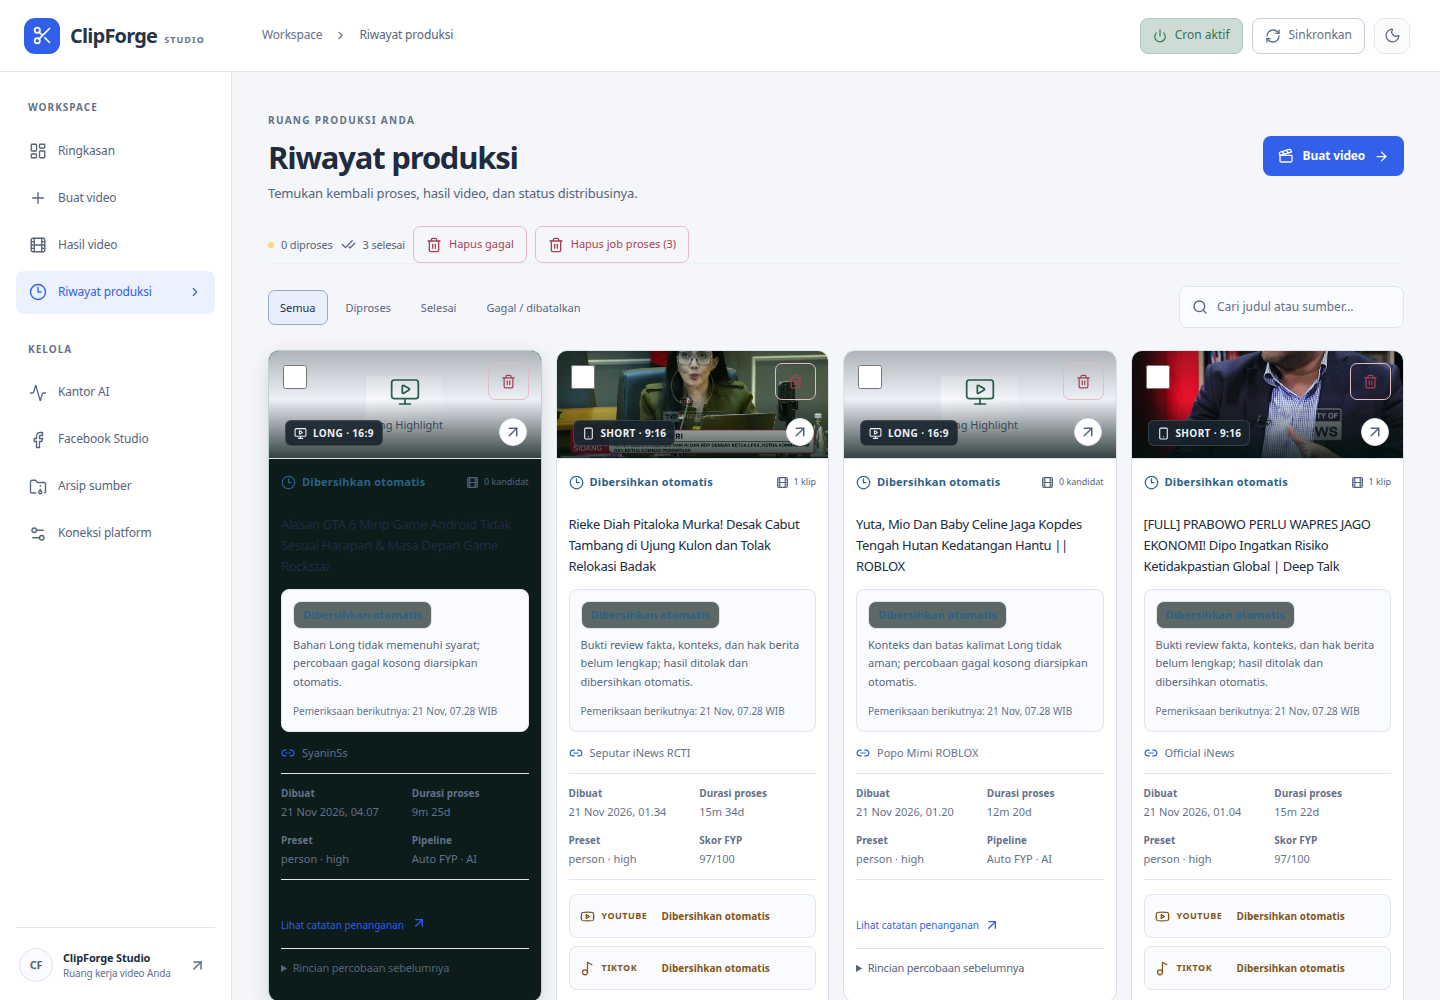 ClipForge STUDIO
Workspace > Riwayat produksi
Cron aktif
Sinkronkan
WORKSPACE
Ringkasan
Buat video
Hasil video
Riwayat produksi
KELOLA
Kantor AI
Facebook Studio
Arsip sumber
Koneksi platform
CF
ClipForge Studio
Ruang kerja video Anda
RUANG PRODUKSI ANDA
Riwayat produksi
Temukan kembali proses, hasil video, dan status distribusinya.
Buat video
0 diproses
3 selesai
Hapus gagal
Hapus job proses (3)
Semua
Diproses
Selesai
Gagal / dibatalkan
Cari judul atau sumber...
Highlight
LONG · 16:9
Dibersihkan otomatis
0 kandidat
Alasan GTA 6 Mirip Game Android Tidak
Sesuai Harapan & Masa Depan Game
Rockstar
Dibersihkan otomatis
Bahan Long tidak memenuhi syarat;
percobaan gagal kosong diarsipkan
otomatis.
Pemeriksaan berikutnya: 21 Nov, 07.28 WIB
SyaninSs
Dibuat
Durasi proses
21 Nov 2026, 04.07
9m 25d
Preset
Pipeline
person · high
Auto FYP · AI
Lihat catatan penanganan
Rincian percobaan sebelumnya
SHORT · 9:16
SIDANG
Dibersihkan otomatis
1 klip
Rieke Diah Pitaloka Murka! Desak Cabut
Tambang di Ujung Kulon dan Tolak
Relokasi Badak
Dibersihkan otomatis
Bukti review fakta, konteks, dan hak berita
belum lengkap; hasil ditolak dan
dibersihkan otomatis.
Pemeriksaan berikutnya: 21 Nov, 07.28 WIB
Seputar iNews RCTI
Dibuat
Durasi proses
21 Nov 2026, 01.34
15m 34d
Preset
Skor FYP
person · high
97/100
YOUTUBE
Dibersihkan otomatis
TIKTOK
Dibersihkan otomatis
Highlight
LONG · 16:9
Dibersihkan otomatis
0 kandidat
Yuta, Mio Dan Baby Celine Jaga Kopdes
Tengah Hutan Kedatangan Hantu ||
ROBLOX
Dibersihkan otomatis
Konteks dan batas kalimat Long tidak
aman; percobaan gagal kosong diarsipkan
otomatis.
Pemeriksaan berikutnya: 21 Nov, 07.28 WIB
Popo Mimi ROBLOX
Dibuat
Durasi proses
21 Nov 2026, 01.20
12m 20d
Preset
Pipeline
person · high
Auto FYP · AI
Lihat catatan penanganan
Rincian percobaan sebelumnya
SHORT · 9:16
Dibersihkan otomatis
1 klip
[FULL] PRABOWO PERLU WAPRES JAGO
EKONOMI! Dipo Ingatkan Risiko
Ketidakpastian Global | Deep Talk
Dibersihkan otomatis
Bukti review fakta, konteks, dan hak berita
belum lengkap; hasil ditolak dan
dibersihkan otomatis.
Pemeriksaan berikutnya: 21 Nov, 07.28 WIB
Official iNews
Dibuat
Durasi proses
21 Nov 2026, 01.04
15m 22d
Preset
Skor FYP
person · high
97/100
YOUTUBE
Dibersihkan otomatis
TIKTOK
Dibersihkan otomatis